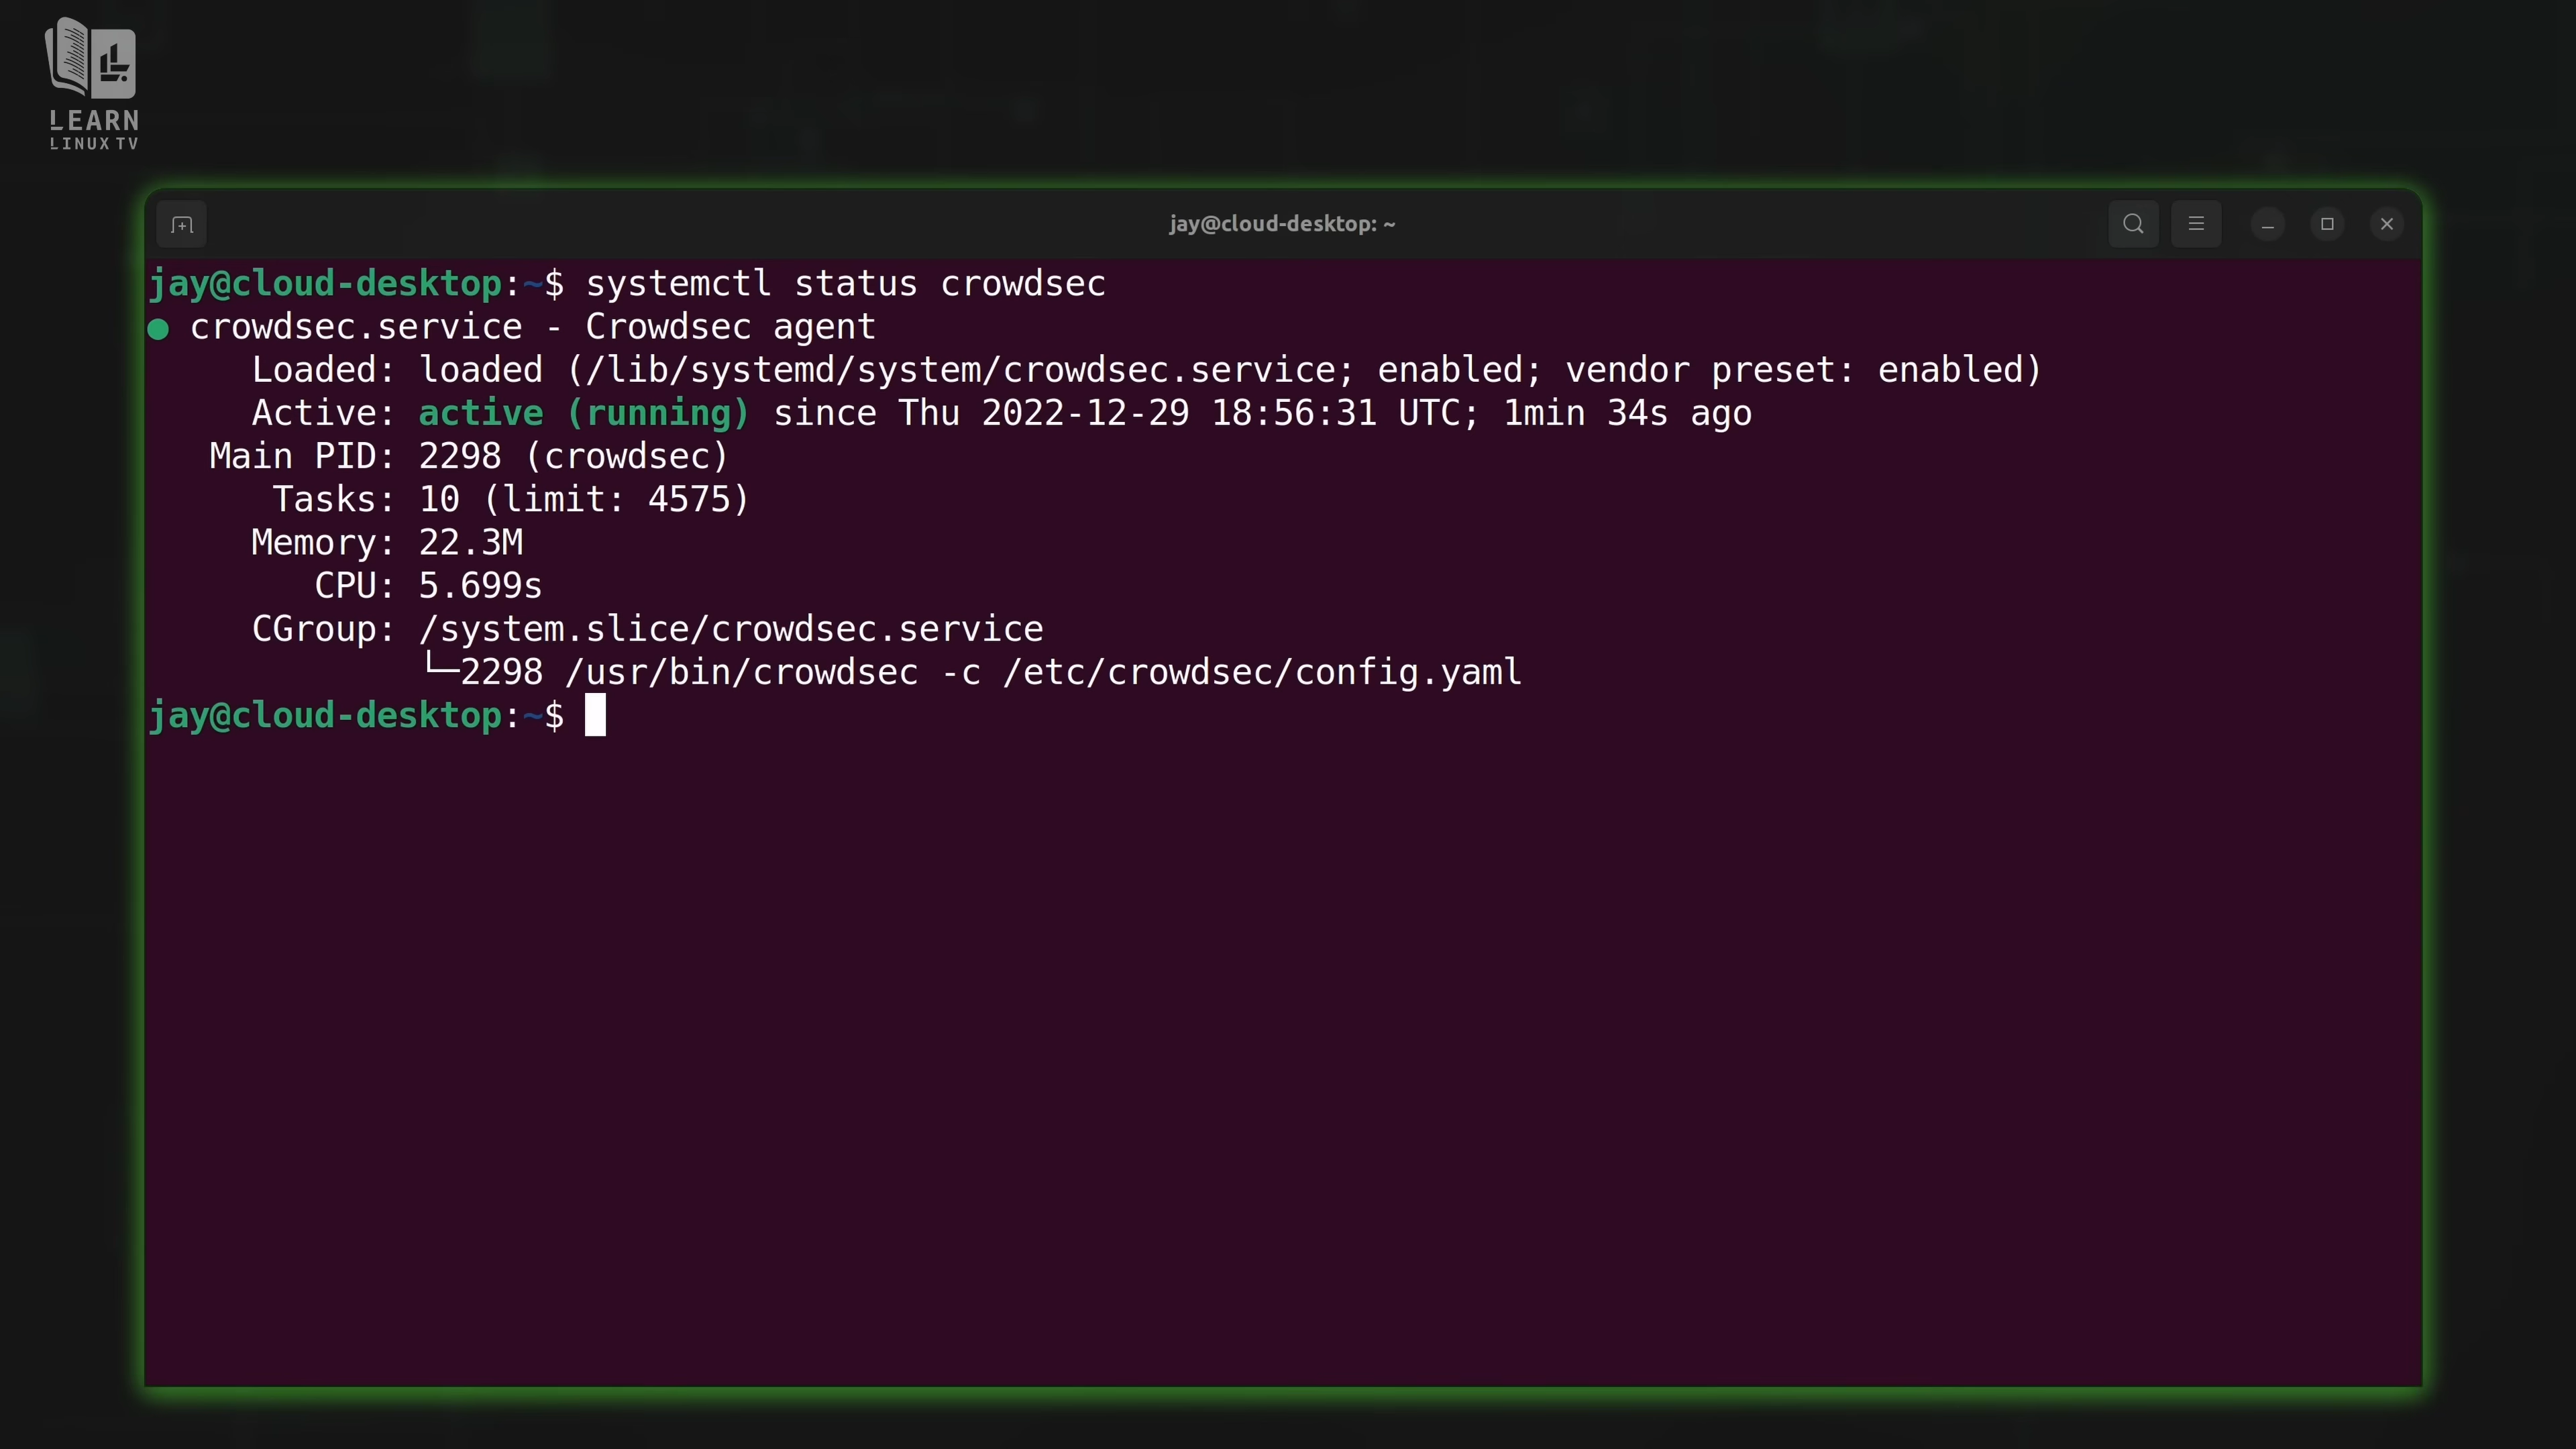 LEARN
LINUX TV
jay@cloud-desktop: ~
jay@cloud-desktop:~$ systemctl status crowdsec
● crowdsec.service - Crowdsec agent
     Loaded: loaded (/lib/systemd/system/crowdsec.service; enabled; vendor preset: enabled)
     Active: active (running) since Thu 2022-12-29 18:56:31 UTC; 1min 34s ago
   Main PID: 2298 (crowdsec)
      Tasks: 10 (limit: 4575)
     Memory: 22.3M
        CPU: 5.699s
     CGroup: /system.slice/crowdsec.service
             └─2298 /usr/bin/crowdsec -c /etc/crowdsec/config.yaml
jay@cloud-desktop:~$